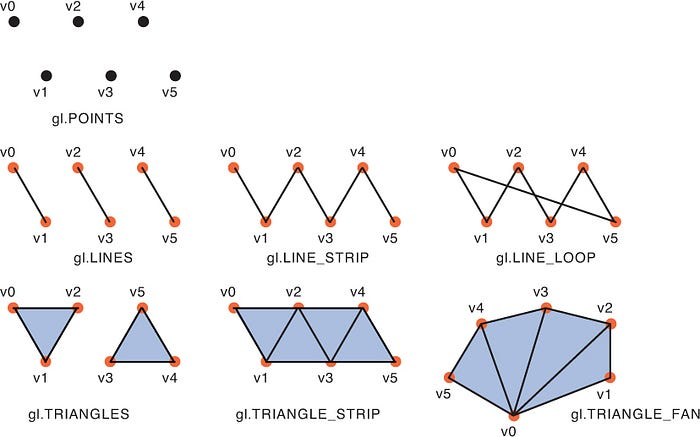 v0 v2 v4
v1 v3 v5
gl.POINTS
v0 v2 v4
v1 v3 v5
gl.LINES
v0 v2 v4
v1 v3 v5
gl.LINE_STRIP
v0 v2 v4
v1 v3 v5
gl.LINE_LOOP
v0 v2 v5
v1 v3 v4
gl.TRIANGLES
v0 v2 v4
v1 v3 v5
gl.TRIANGLE_STRIP
v3
v4 v2
v5 v1
v0
gl.TRIANGLE_FAN